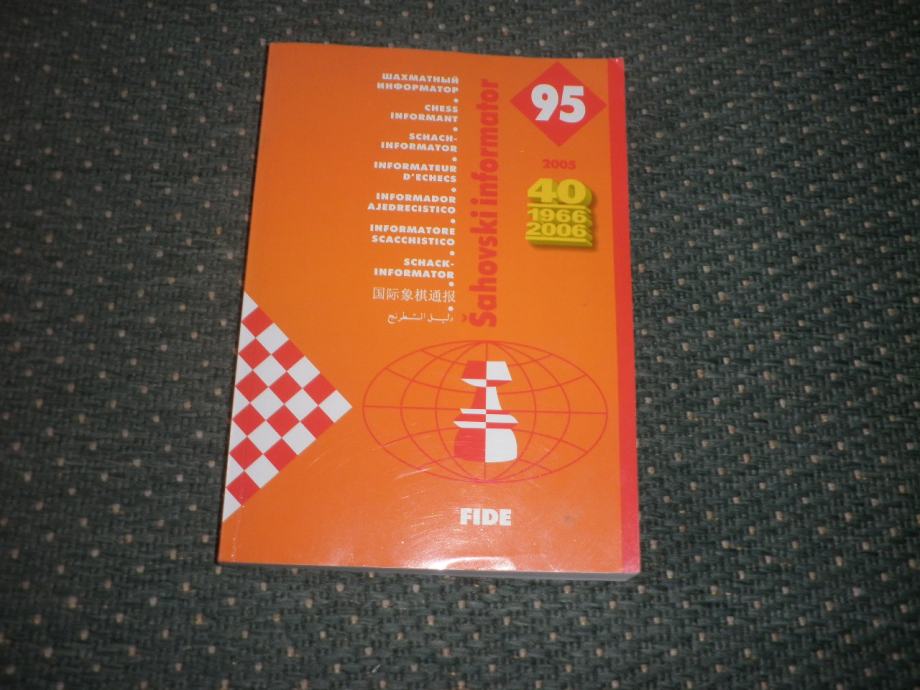 ШАХМАТНЫЙ
ИНФОРМАТОР
•
CHESS
INFORMANT
•
SCHACH-
INFORMATOR
•
INFORMATEUR
D'ECHECS
•
INFORMADOR
AJEDRECISTICO
•
INFORMATORE
SCACCHISTICO
•
SCHACK-
INFORMATOR
•
国际象棋通报
•
دليل الشطرنج
Šahovski informator
95
2005
40
1966
2006
FIDE